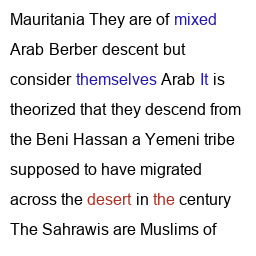 Mauritania They are of mixed
Arab Berber descent but
consider themselves Arab It is
theorized that they descend from
the Beni Hassan a Yemeni tribe
supposed to have migrated
across the desert in the century
The Sahrawis are Muslims of